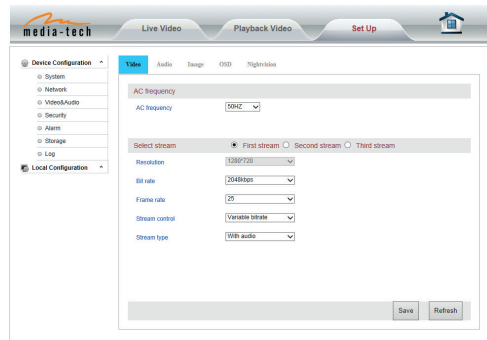 media-tech
Live Video Playback Video Set Up
Device Configuration
System
Network
Video&Audio
Security
Alarm
Storage
Log
Local Configuration
Video Audio Image OSD Nightvision
AC frequency
AC frequency 50HZ
Select stream First stream Second stream Third stream
Resolution 1280*720
Bit rate 2048kbps
Frame rate 25
Stream control Variable bitrate
Stream type With audio
Save Refresh